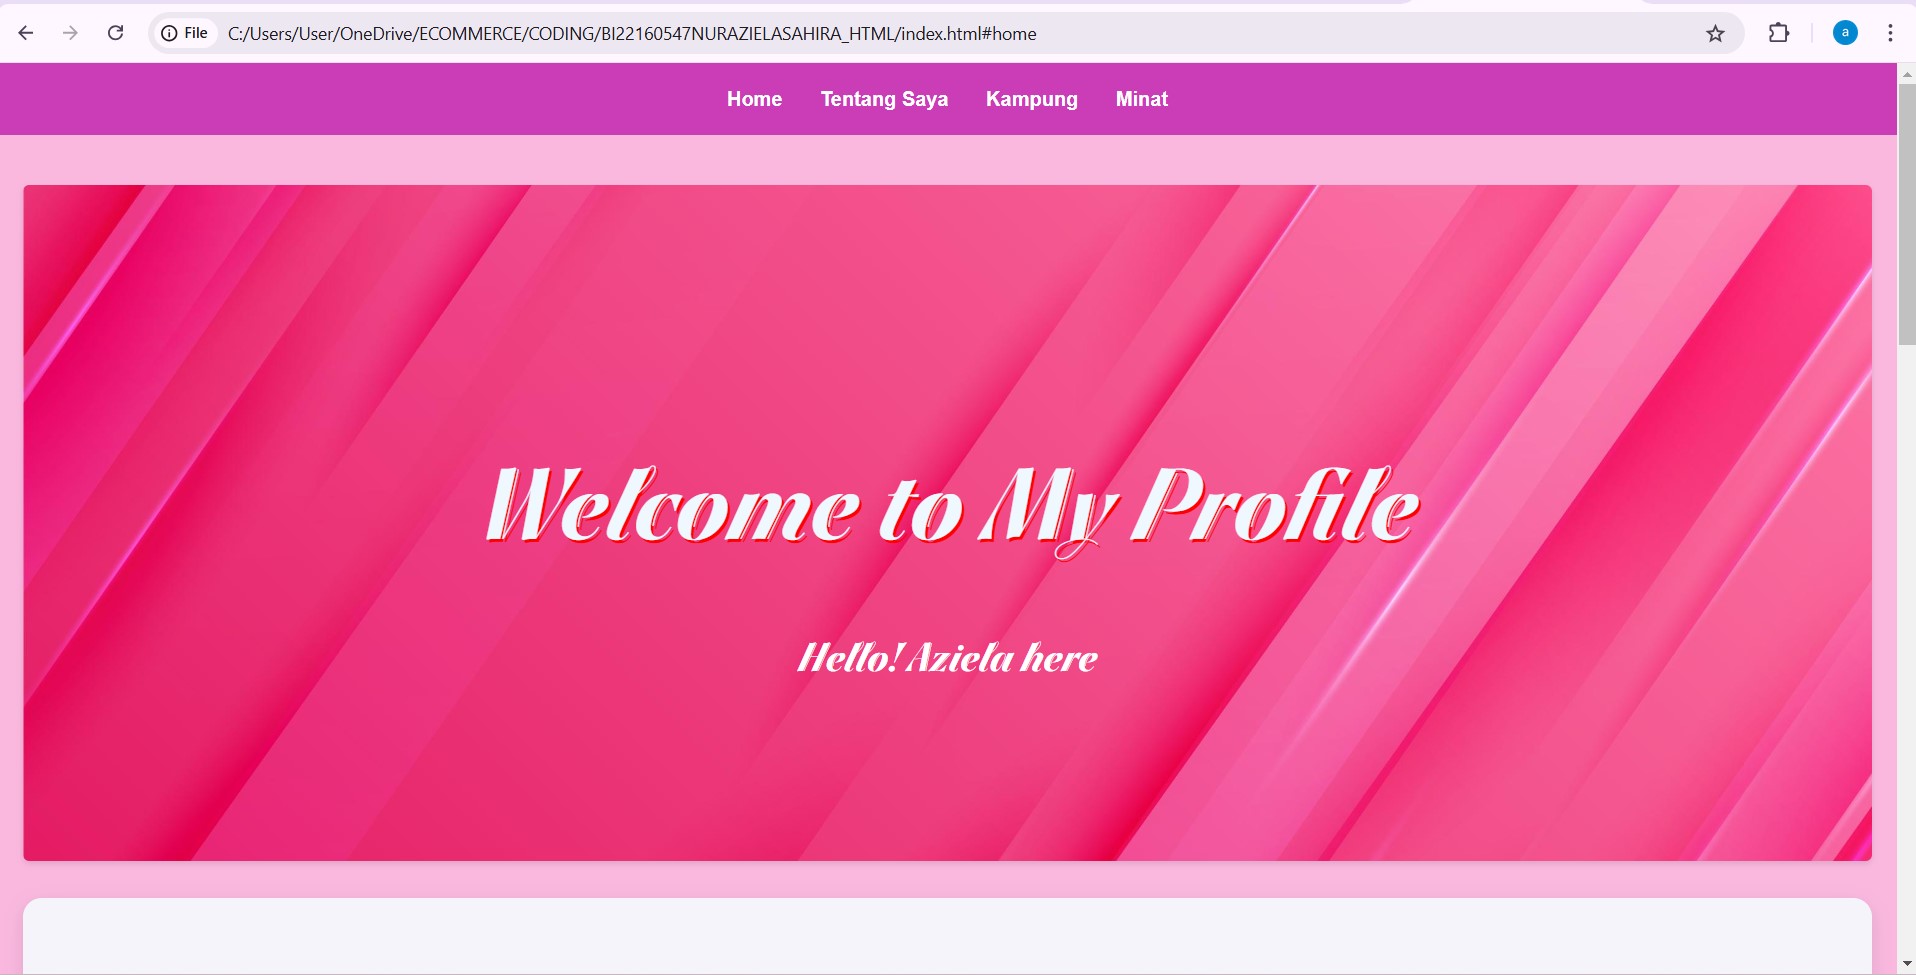 File C:/Users/User/OneDrive/ECOMMERCE/CODING/BI22160547NURAZIELASAHIRA_HTML/index.html#home a
Home Tentang Saya Kampung Minat
Welcome to My Profile
Hello! Aziela here